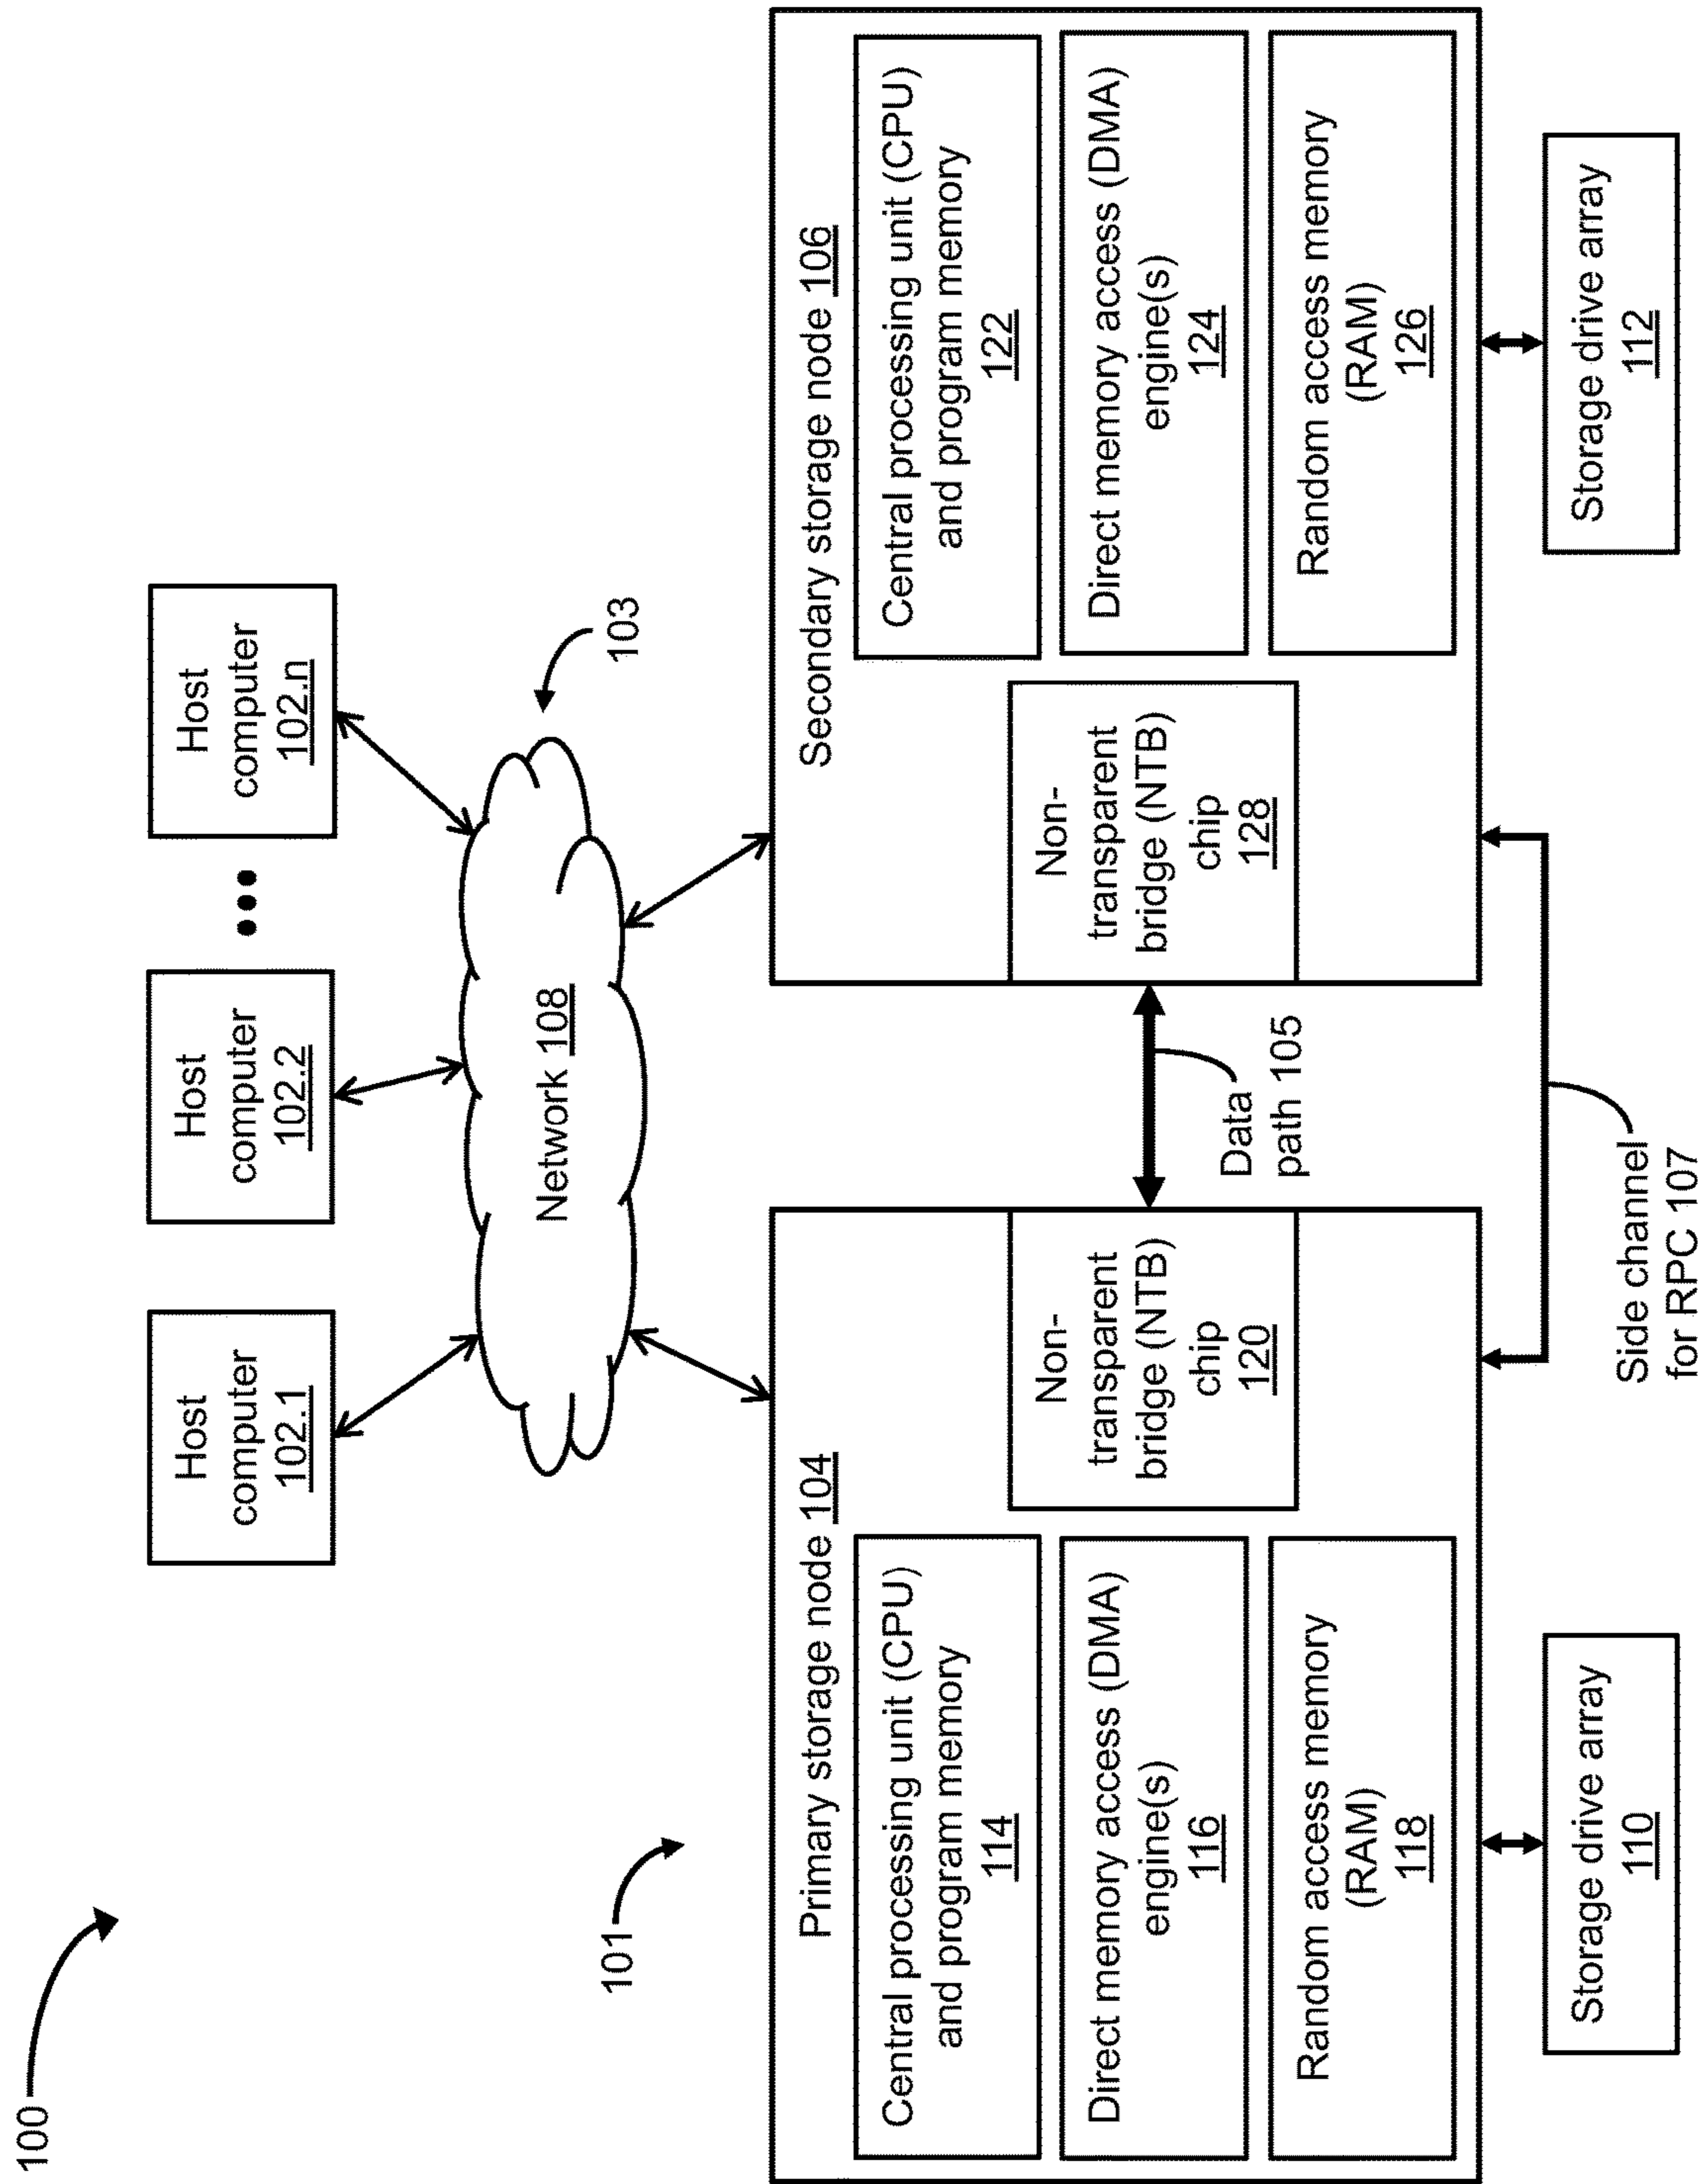 100
Host
computer
102.1
Host
computer
102.2
•••
Host
computer
102.n
103
Network 108
101
Primary storage node 104
Central processing unit (CPU)
and program memory
114
Direct memory access (DMA)
engine(s)
116
Random access memory
(RAM)
118
Non-
transparent
bridge (NTB)
chip
120
Data
path 105
Secondary storage node 106
Non-
transparent
bridge (NTB)
chip
128
Central processing unit (CPU)
and program memory
122
Direct memory access (DMA)
engine(s)
124
Random access memory
(RAM)
126
Storage drive array
110
Side channel
for RPC 107
Storage drive array
112